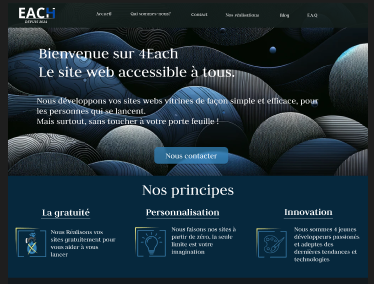 EACH
DEPUIS 2024
Accueil
Qui sommes-nous?
Contact
Nos réalisations
Blog
F.A.Q
Bienvenue sur 4Each
Le site web accessible à tous.
Nous développons vos sites webs vitrines de façon simple et efficace, pour
les personnes qui se lancent.
Mais surtout, sans toucher à votre porte feuille !
Nous contacter
Nos principes
La gratuité
Nous Réalisons vos
sites gratuitement pour
vous aider à vous
lancer
Personnalisation
Nous faisons nos sites à
partir de zéro, la seule
limite est votre
imagination
Innovation
Nous sommes 4 jeunes
développeurs passionés
et adeptes des
dernières tendances et
technologies